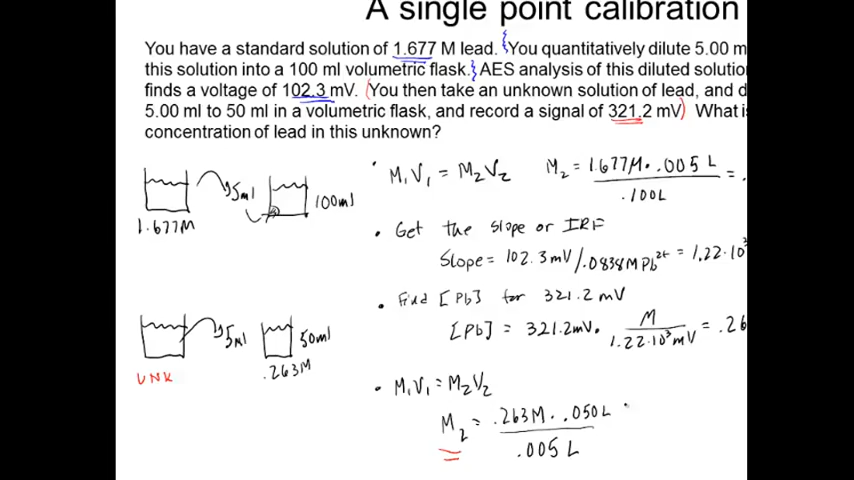 A single point calibration
You have a standard solution of 1.677 M lead. You quantitatively dilute 5.00 m
this solution into a 100 ml volumetric flask. AES analysis of this diluted solutio
finds a voltage of 102.3 mV. (You then take an unknown solution of lead, and d
5.00 ml to 50 ml in a volumetric flask, and record a signal of 321.2 mV) What i
concentration of lead in this unknown?
• M₁V₁ = M₂V₂ M₂ = 1.677M · .005 L / .100L = .
5ml 100ml
1.677M
• Get the slope or IRF
Slope = 102.3mV/.0838M Pb²⁺ = 1.22·10³
• Find [Pb] for 321.2 mV
[Pb] = 321.2mV · M / 1.22·10³mV = .26
5ml 50ml
UNK .263M
• M₁V₁ = M₂V₂
M₂ = .263M · .050L / .005 L